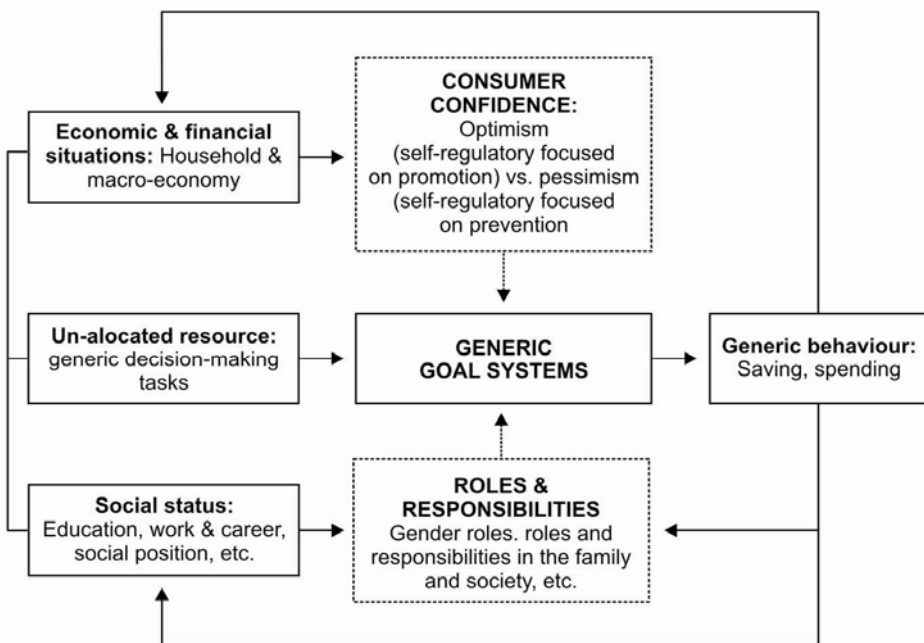 CONSUMER
CONFIDENCE:
Optimism
(self-regulatory focused
on promotion) vs. pessimism
(self-regulatory focused
on prevention
Economic & financial
situations: Household &
macro-economy
Un-alocated resource:
generic decision-making
tasks
GENERIC
GOAL SYSTEMS
Generic behaviour:
Saving, spending
Social status:
Education, work & career,
social position, etc.
ROLES &
RESPONSIBILITIES
Gender roles. roles and
responsibilities in the family
and society, etc.